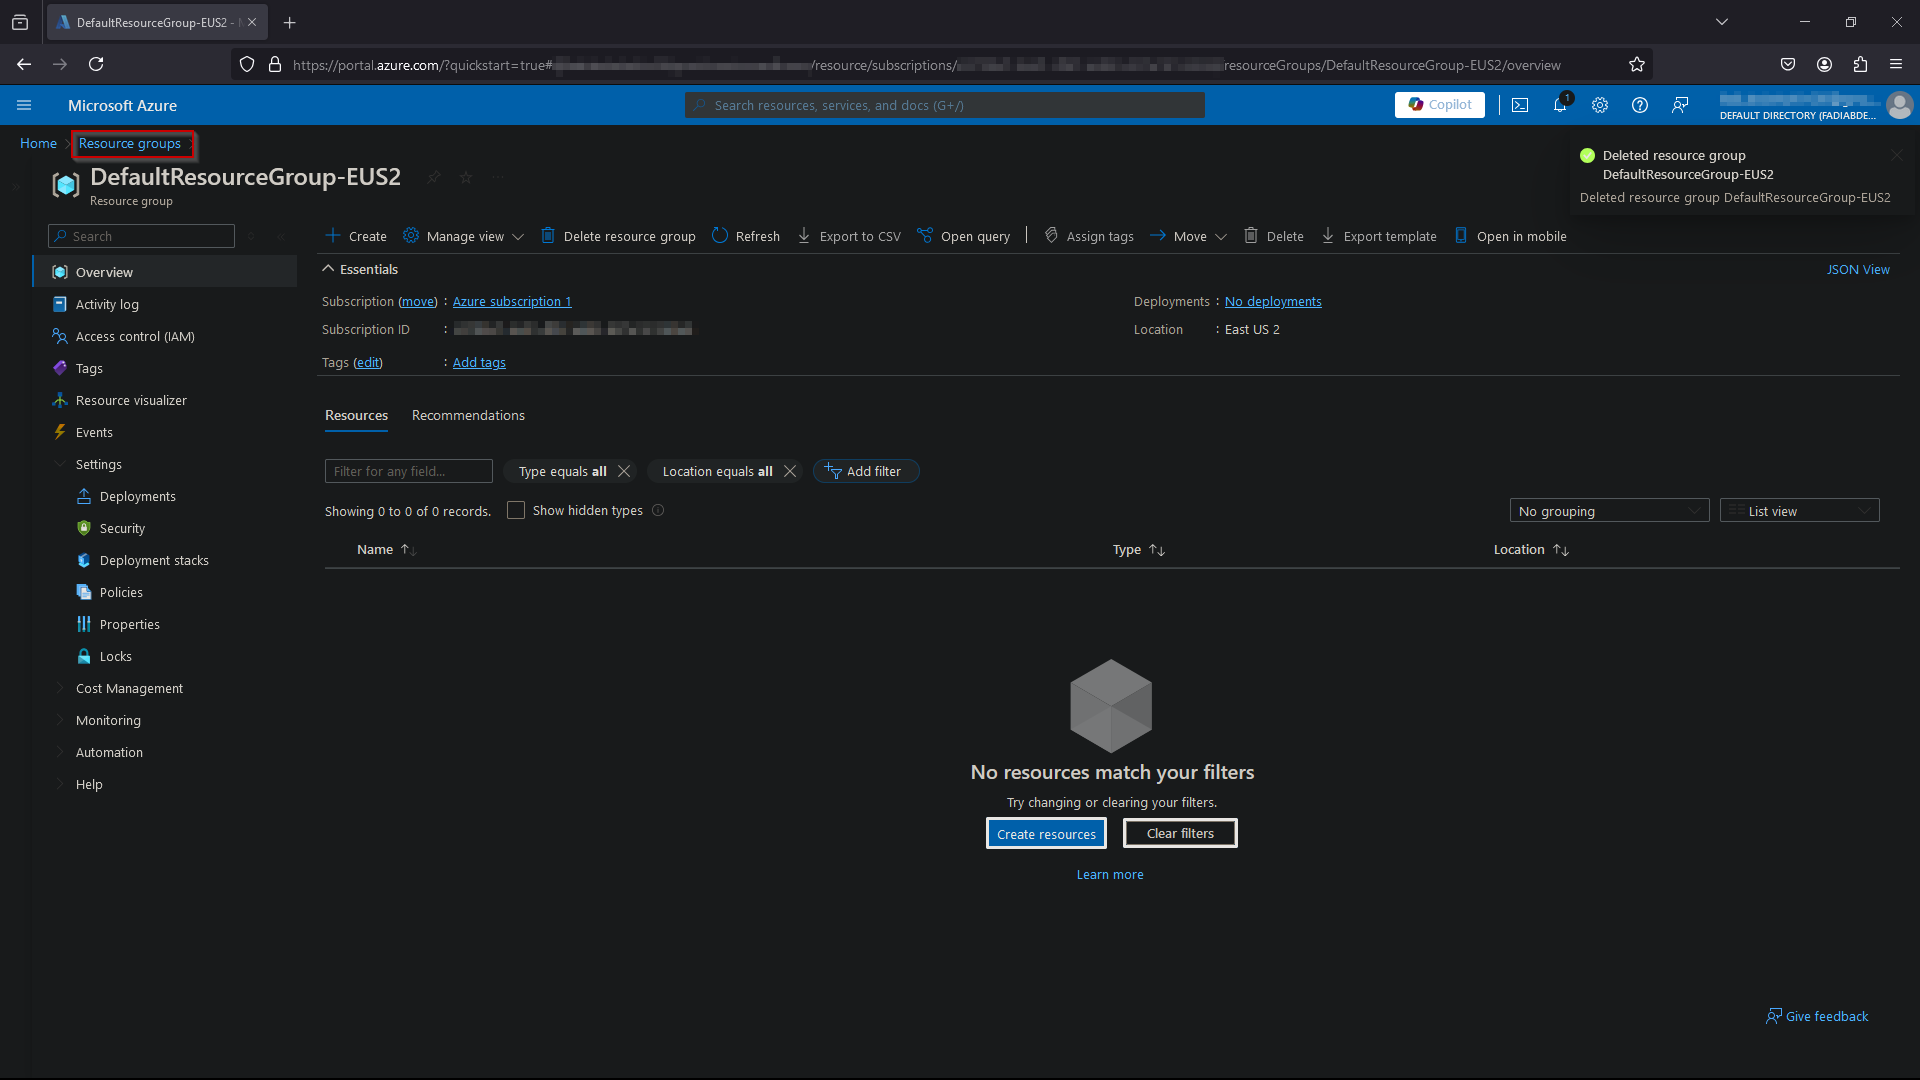 DefaultResourceGroup-EUS2 -
https://portal.azure.com/?quickstart=true# /resource/subscriptions/ resourceGroups/DefaultResourceGroup-EUS2/overview
Microsoft Azure
Search resources, services, and docs (G+/)
Copilot
1
DEFAULT DIRECTORY (FADIABDE...
Home
Resource groups
DefaultResourceGroup-EUS2
Resource group
Deleted resource group
DefaultResourceGroup-EUS2
Deleted resource group DefaultResourceGroup-EUS2
Search
Create
Manage view
Delete resource group
Refresh
Export to CSV
Open query
Assign tags
Move
Delete
Export template
Open in mobile
Overview
Activity log
Access control (IAM)
Tags
Resource visualizer
Events
Settings
Deployments
Security
Deployment stacks
Policies
Properties
Locks
Cost Management
Monitoring
Automation
Help
Essentials
JSON View
Subscription (move) : Azure subscription 1
Subscription ID :
Tags (edit) : Add tags
Deployments : No deployments
Location : East US 2
Resources
Recommendations
Filter for any field...
Type equals all
Location equals all
Add filter
Showing 0 to 0 of 0 records.
Show hidden types
No grouping
List view
Name
Type
Location
No resources match your filters
Try changing or clearing your filters.
Create resources
Clear filters
Learn more
Give feedback